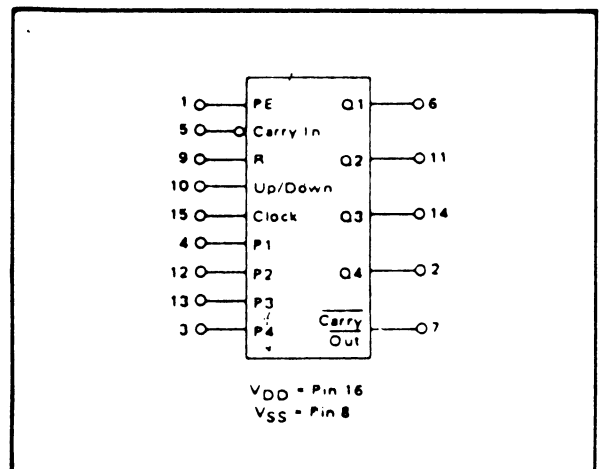 1 PE Q1 6
5 Carry In
9 R Q2 11
10 Up/Down
15 Clock Q3 14
4 P1
12 P2 Q4 2
13 P3
3 P4 Carry Out 7
VDD = Pin 16
VSS = Pin 8